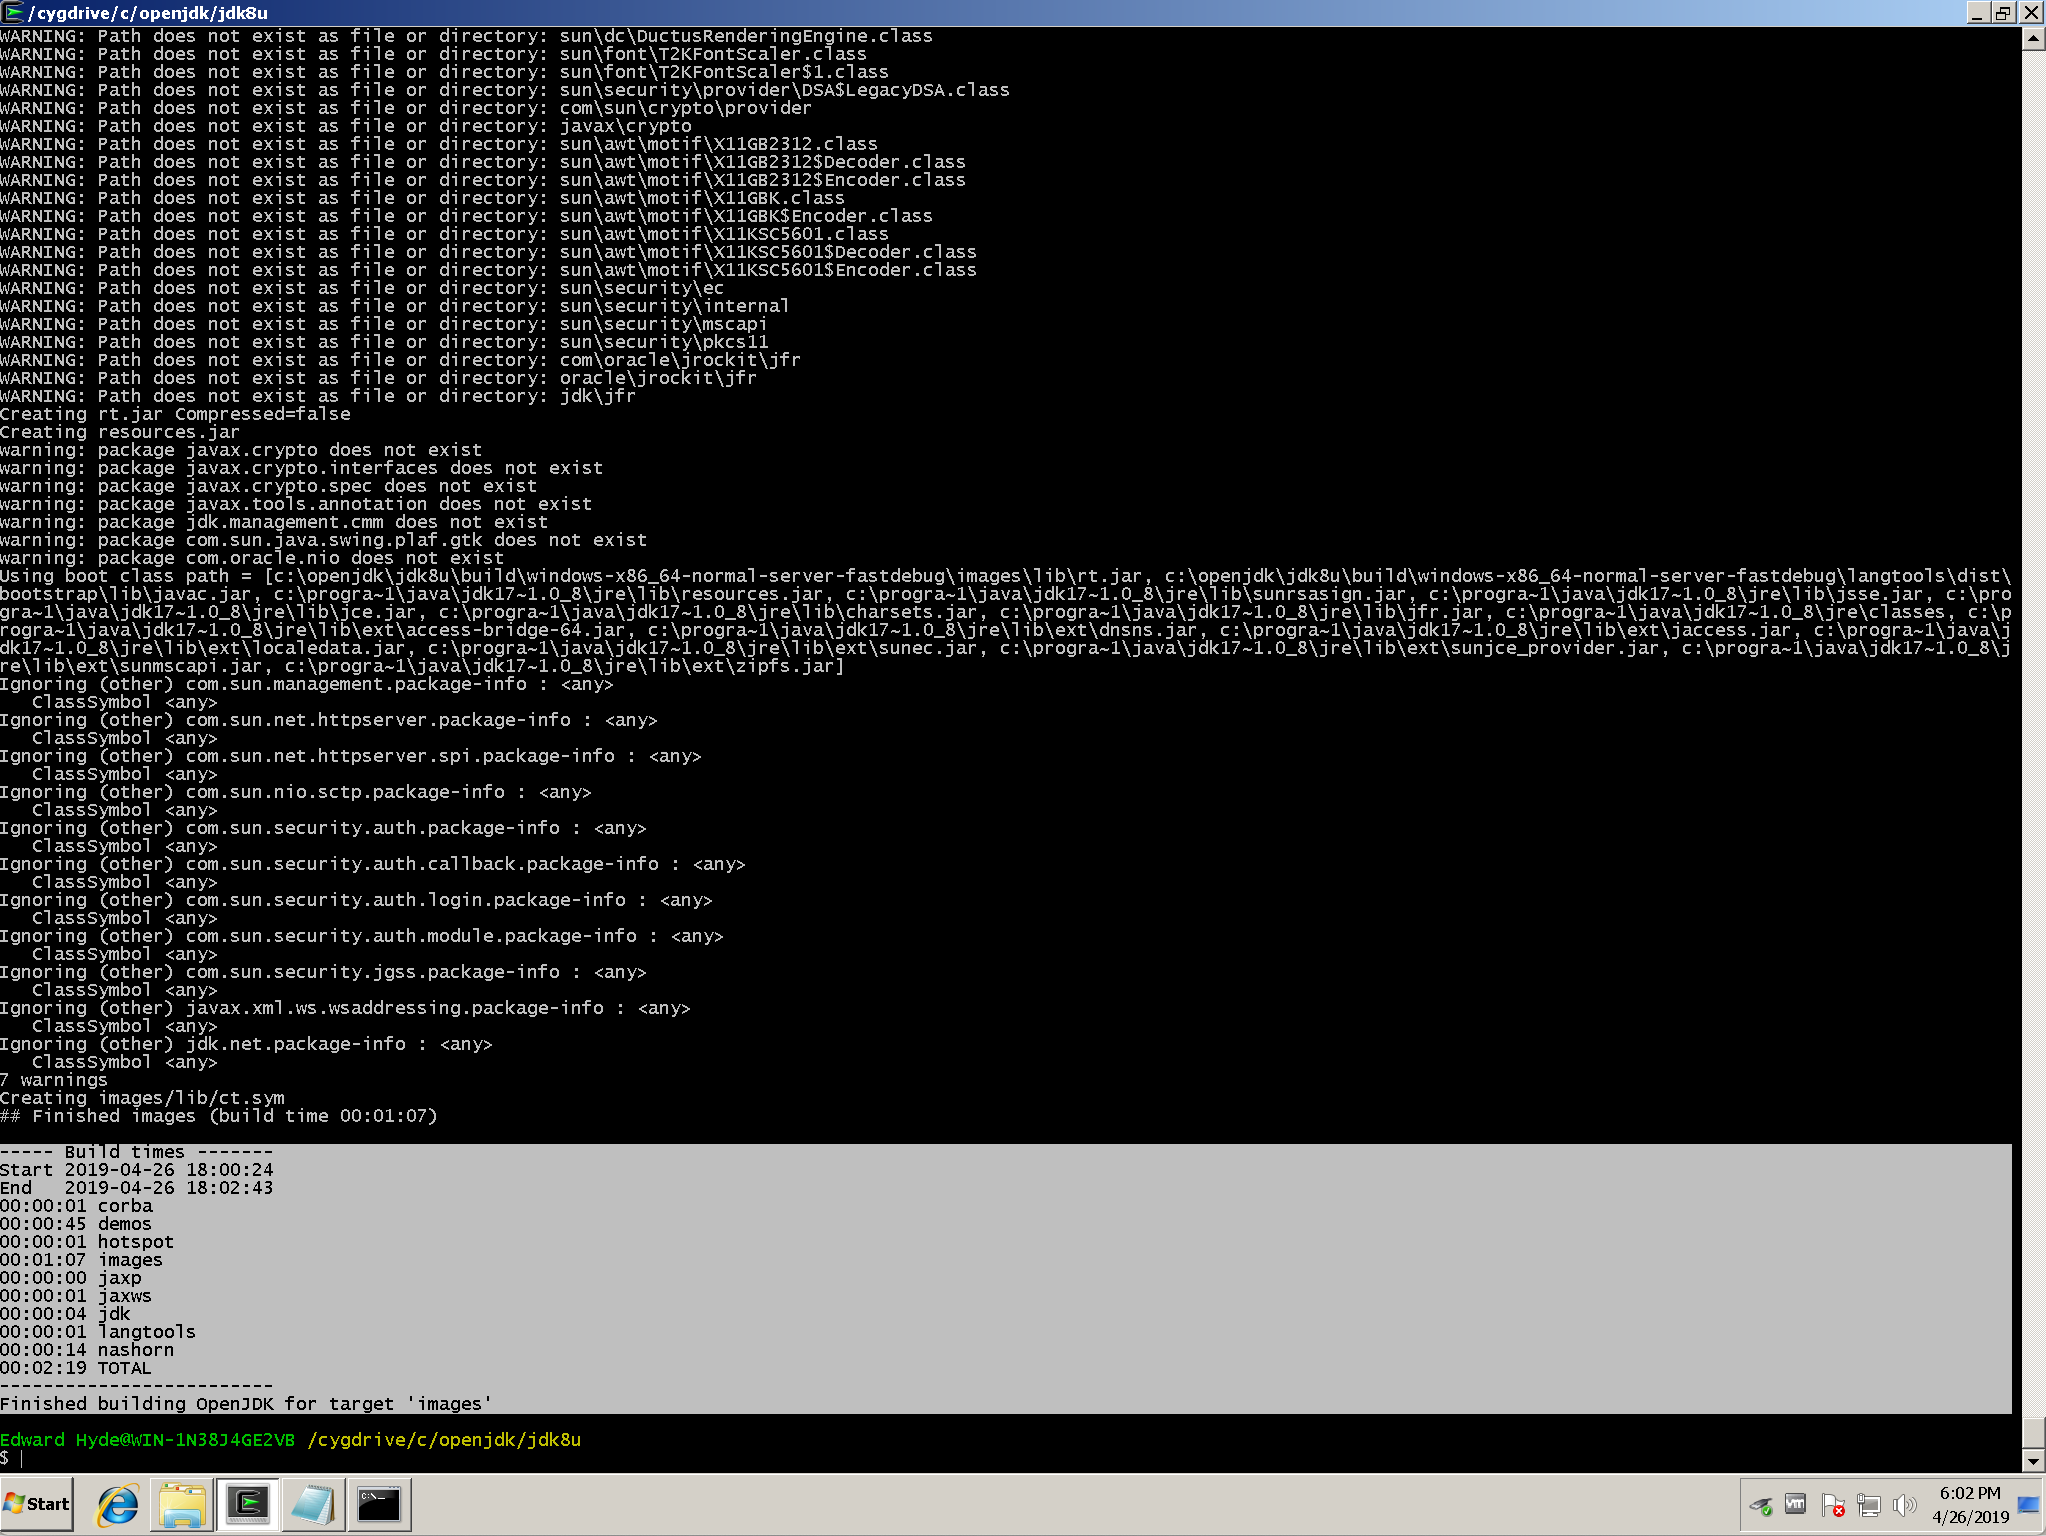 /cygdrive/c/openjdk/jdk8u
WARNING: Path does not exist as file or directory: sun\dc\DuctusRenderingEngine.class
WARNING: Path does not exist as file or directory: sun\font\T2KFontScaler.class
WARNING: Path does not exist as file or directory: sun\font\T2KFontScaler$1.class
WARNING: Path does not exist as file or directory: sun\security\provider\DSA$LegacyDSA.class
WARNING: Path does not exist as file or directory: com\sun\crypto\provider
WARNING: Path does not exist as file or directory: javax\crypto
WARNING: Path does not exist as file or directory: sun\awt\motif\X11GB2312.class
WARNING: Path does not exist as file or directory: sun\awt\motif\X11GB2312$Decoder.class
WARNING: Path does not exist as file or directory: sun\awt\motif\X11GB2312$Encoder.class
WARNING: Path does not exist as file or directory: sun\awt\motif\X11GBK.class
WARNING: Path does not exist as file or directory: sun\awt\motif\X11GBK$Encoder.class
WARNING: Path does not exist as file or directory: sun\awt\motif\X11KSC5601.class
WARNING: Path does not exist as file or directory: sun\awt\motif\X11KSC5601$Decoder.class
WARNING: Path does not exist as file or directory: sun\awt\motif\X11KSC5601$Encoder.class
WARNING: Path does not exist as file or directory: sun\security\ec
WARNING: Path does not exist as file or directory: sun\security\internal
WARNING: Path does not exist as file or directory: sun\security\mscapi
WARNING: Path does not exist as file or directory: sun\security\pkcs11
WARNING: Path does not exist as file or directory: com\oracle\jrockit\jfr
WARNING: Path does not exist as file or directory: oracle\jrockit\jfr
WARNING: Path does not exist as file or directory: jdk\jfr
Creating rt.jar Compressed=false
Creating resources.jar
warning: package javax.crypto does not exist
warning: package javax.crypto.interfaces does not exist
warning: package javax.crypto.spec does not exist
warning: package javax.tools.annotation does not exist
warning: package jdk.management.cmm does not exist
warning: package com.sun.java.swing.plaf.gtk does not exist
warning: package com.oracle.nio does not exist
Using boot class path = [c:\openjdk\jdk8u\build\windows-x86_64-normal-server-fastdebug\images\lib\rt.jar, c:\openjdk\jdk8u\build\windows-x86_64-normal-server-fastdebug\langtools\dist\
bootstrap\lib\javac.jar, c:\progra~1\java\jdk17~1.0_8\jre\lib\resources.jar, c:\progra~1\java\jdk17~1.0_8\jre\lib\sunrsasign.jar, c:\progra~1\java\jdk17~1.0_8\jre\lib\jsse.jar, c:\pro
gra~1\java\jdk17~1.0_8\jre\lib\jce.jar, c:\progra~1\java\jdk17~1.0_8\jre\lib\charsets.jar, c:\progra~1\java\jdk17~1.0_8\jre\lib\jfr.jar, c:\progra~1\java\jdk17~1.0_8\jre\classes, c:\p
rogra~1\java\jdk17~1.0_8\jre\lib\ext\access-bridge-64.jar, c:\progra~1\java\jdk17~1.0_8\jre\lib\ext\dnsns.jar, c:\progra~1\java\jdk17~1.0_8\jre\lib\ext\jaccess.jar, c:\progra~1\java\j
dk17~1.0_8\jre\lib\ext\localedata.jar, c:\progra~1\java\jdk17~1.0_8\jre\lib\ext\sunec.jar, c:\progra~1\java\jdk17~1.0_8\jre\lib\ext\sunjce_provider.jar, c:\progra~1\java\jdk17~1.0_8\j
re\lib\ext\sunmscapi.jar, c:\progra~1\java\jdk17~1.0_8\jre\lib\ext\zipfs.jar]
Ignoring (other) com.sun.management.package-info : <any>
   ClassSymbol <any>
Ignoring (other) com.sun.net.httpserver.package-info : <any>
   ClassSymbol <any>
Ignoring (other) com.sun.net.httpserver.spi.package-info : <any>
   ClassSymbol <any>
Ignoring (other) com.sun.nio.sctp.package-info : <any>
   ClassSymbol <any>
Ignoring (other) com.sun.security.auth.package-info : <any>
   ClassSymbol <any>
Ignoring (other) com.sun.security.auth.callback.package-info : <any>
   ClassSymbol <any>
Ignoring (other) com.sun.security.auth.login.package-info : <any>
   ClassSymbol <any>
Ignoring (other) com.sun.security.auth.module.package-info : <any>
   ClassSymbol <any>
Ignoring (other) com.sun.security.jgss.package-info : <any>
   ClassSymbol <any>
Ignoring (other) javax.xml.ws.wsaddressing.package-info : <any>
   ClassSymbol <any>
Ignoring (other) jdk.net.package-info : <any>
   ClassSymbol <any>
7 warnings
Creating images/lib/ct.sym
## Finished images (build time 00:01:07)
----- Build times -------
Start 2019-04-26 18:00:24
End   2019-04-26 18:02:43
00:00:01 corba
00:00:45 demos
00:00:01 hotspot
00:01:07 images
00:00:00 jaxp
00:00:01 jaxws
00:00:04 jdk
00:00:01 langtools
00:00:14 nashorn
00:02:19 TOTAL
-------------------------
Finished building OpenJDK for target 'images'
Edward Hyde@WIN-1N38J4GE2VB /cygdrive/c/openjdk/jdk8u
$
Start
C:\_
vm
6:02 PM
4/26/2019